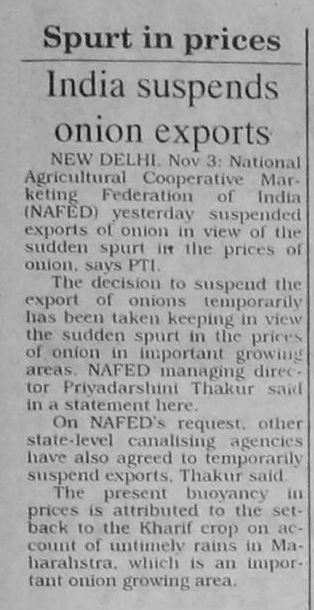 Spurt in prices
India suspends
onion exports
NEW DELHI, Nov 3: National
Agricultural Cooperative Mar-
keting Federation of India
(NAFED) yesterday suspended
exports of onion in view of the
sudden spurt in the prices of
onion, says PTI.
The decision to suspend the
export of onions temporarily
has been taken keeping in view
the sudden spurt in the prices
of onion in important growing
areas. NAFED managing direc-
tor Priyadarshini Thakur said
in a statement here.
On NAFED's request, other
state-level canalising agencies
have also agreed to temporarily
suspend exports, Thakur said.
The present buoyancy in
prices is attributed to the set-
back to the Kharif crop on ac-
count of untimely rains in Ma-
harahstra, which is an impor-
tant onion growing area.